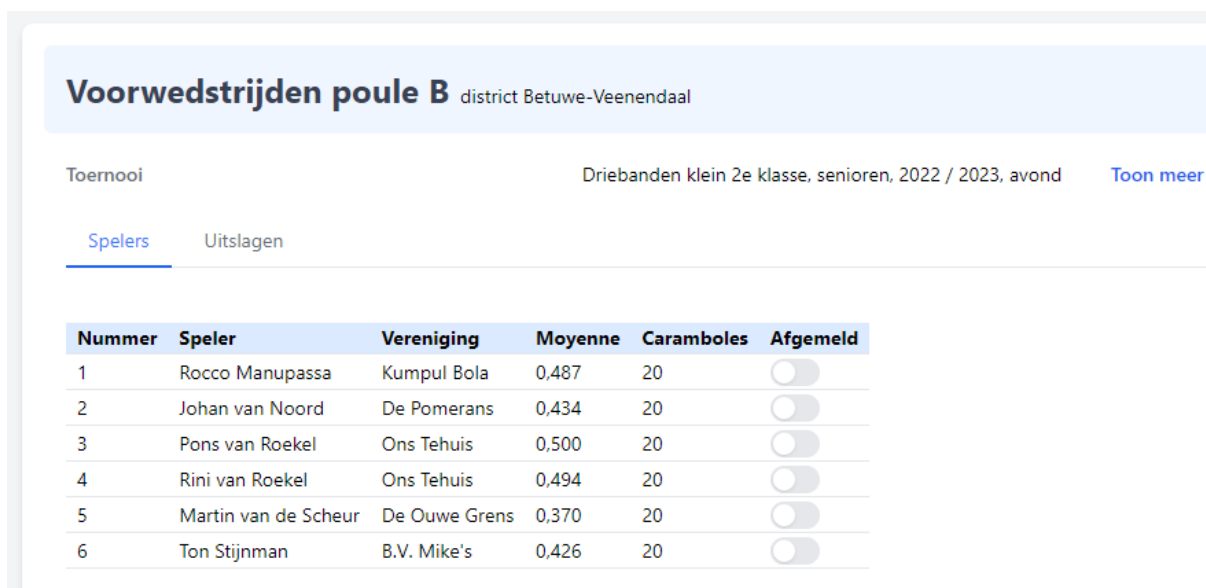 Voorwedstrijden poule B district Betuwe-Veenendaal
Toernooi Driebanden klein 2e klasse, senioren, 2022 / 2023, avond Toon meer
Spelers Uitslagen
Nummer Speler Vereniging Moyenne Caramboles Afgemeld
1 Rocco Manupassa Kumpul Bola 0,487 20
2 Johan van Noord De Pomerans 0,434 20
3 Pons van Roekel Ons Tehuis 0,500 20
4 Rini van Roekel Ons Tehuis 0,494 20
5 Martin van de Scheur De Ouwe Grens 0,370 20
6 Ton Stijnman B.V. Mike's 0,426 20